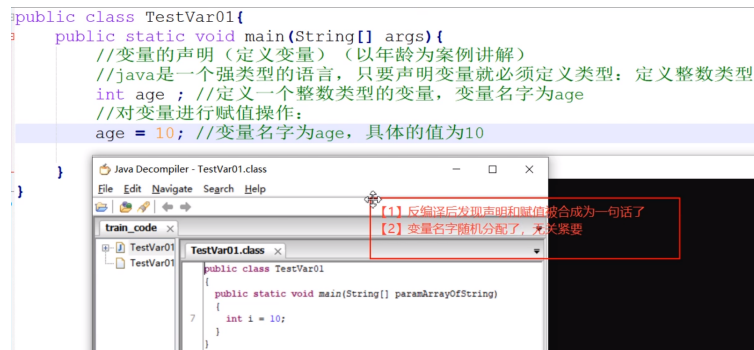 public class TestVar01{
public static void main(String[] args){
//变量的声明（定义变量）（以年龄为案例讲解）
//java是一个强类型的语言，只要声明变量就必须定义类型：定义整数类型
int age ; //定义一个整数类型的变量，变量名字为age
//对变量进行赋值操作：
age = 10; //变量名字为age，具体的值为10
}
}
Java Decompiler - TestVar01.class
File Edit Navigate Search Help
train_code
TestVar01
TestVar01
TestVar01.class
public class TestVar01
{
public static void main(String[] paramArrayOfString)
{
7 int i = 10;
}
}
【1】反编译后发现声明和赋值被合成为一句话了
【2】变量名字随机分配了，无关紧要